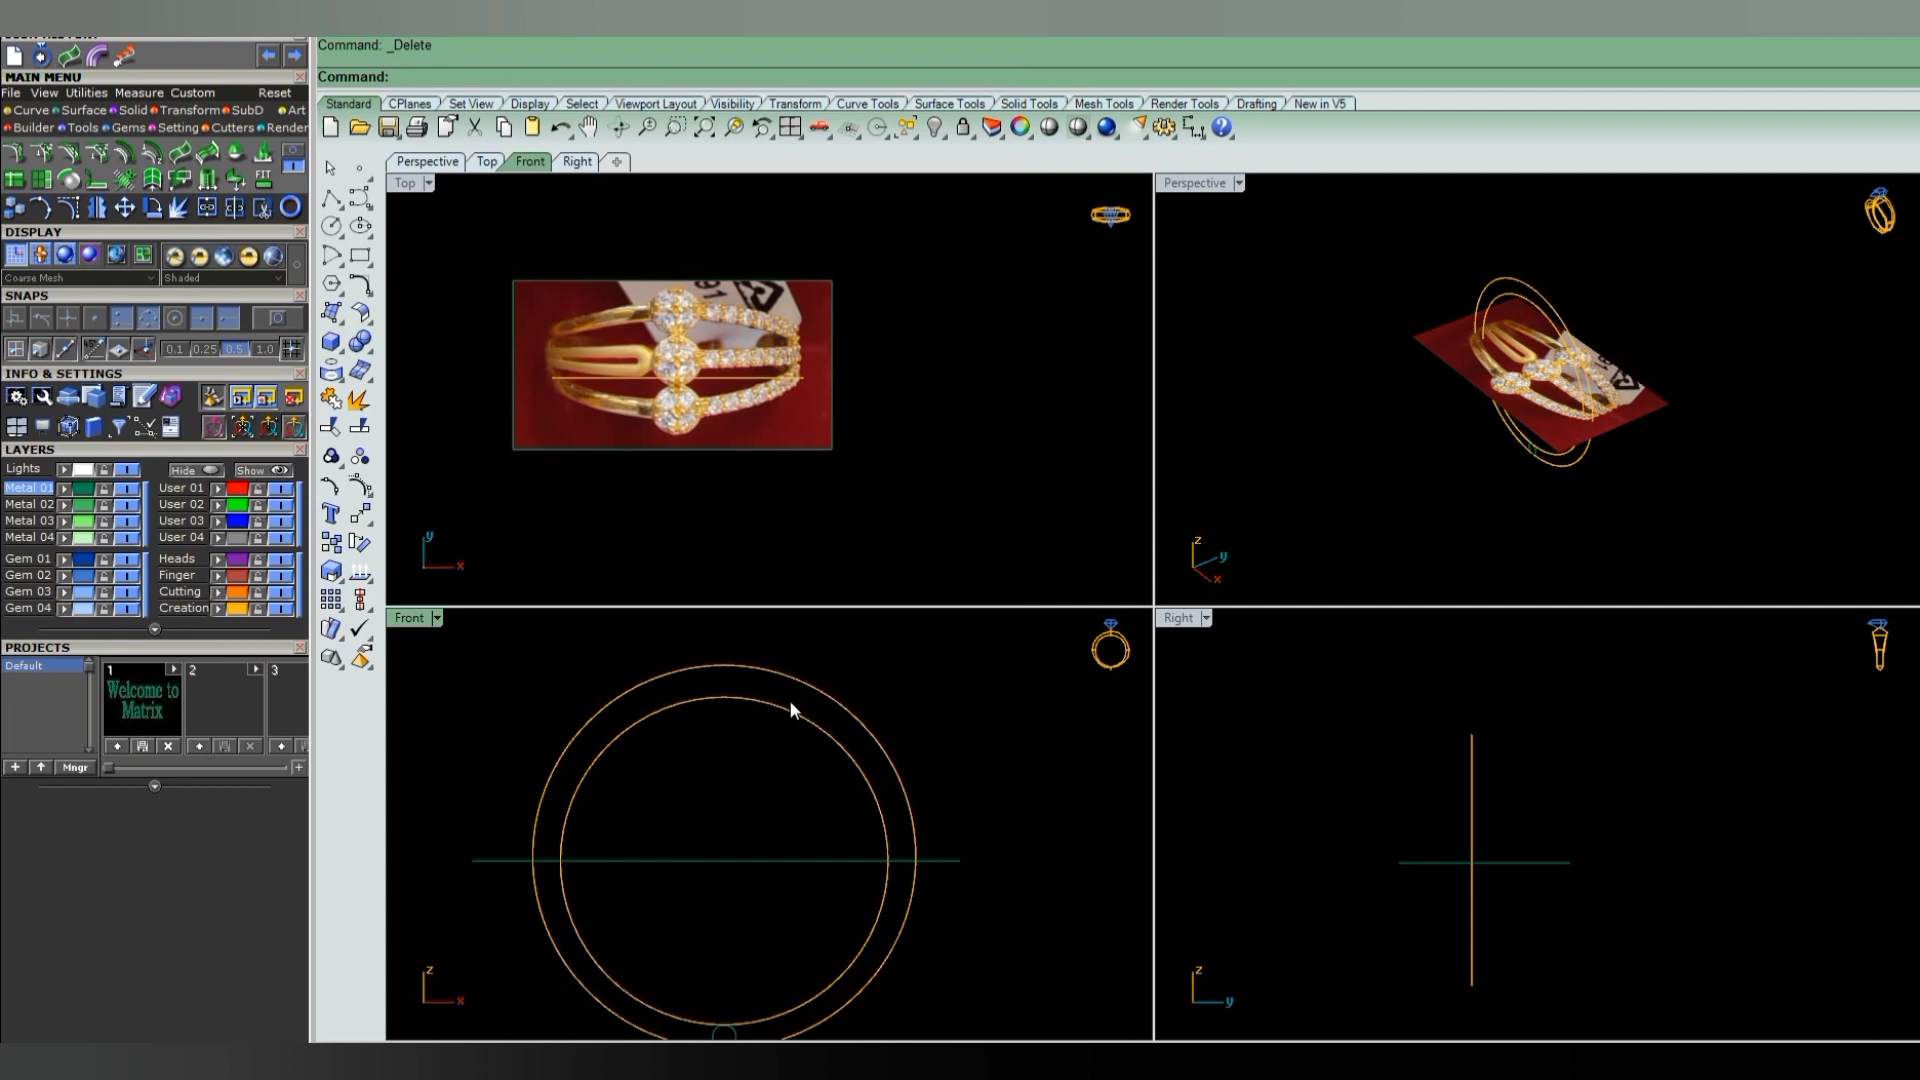 Command: _Delete
Command:
MAIN MENU
File View Utilities Measure Custom Reset
Curve Surface Solid Transform SubD Art
Builder Tools Gems Setting Cutters Render
FIT
Standard CPlanes Set View Display Select Viewport Layout Visibility Transform Curve Tools Surface Tools Solid Tools Mesh Tools Render Tools Drafting New in V5
Perspective Top Front Right
DISPLAY
Coarse Mesh Shaded
SNAPS
0.1 0.25 0.5 1.0
INFO & SETTINGS
LAYERS
Lights Hide Show
Metal 01 User 01
Metal 02 User 02
Metal 03 User 03
Metal 04 User 04
Gem 01 Heads
Gem 02 Finger
Gem 03 Cutting
Gem 04 Creation
PROJECTS
Default
1 2 3
Welcome to
Matrix
Mngr
Top
91
y
x
Perspective
z
y
x
Front
z
x
Right
z
y